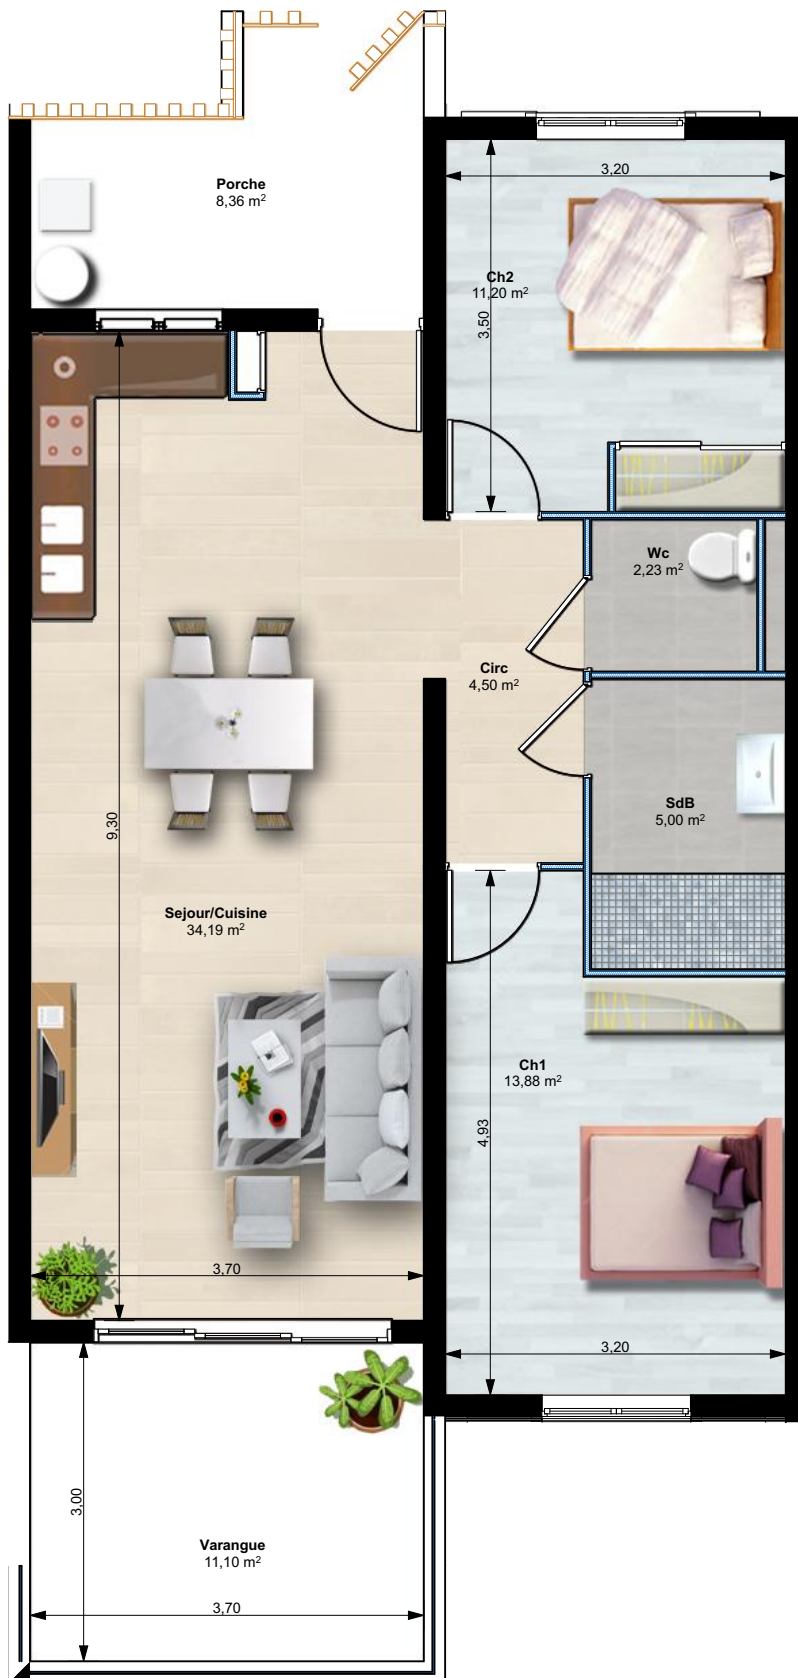 Porche
8,36 m²
3,20
Ch2
11,20 m²
3,50
Wc
2,23 m²
Circ
4,50 m²
SdB
5,00 m²
9,30
Sejour/Cuisine
34,19 m²
Ch1
13,88 m²
4,93
3,70
3,20
3,00
Varangue
11,10 m²
3,70